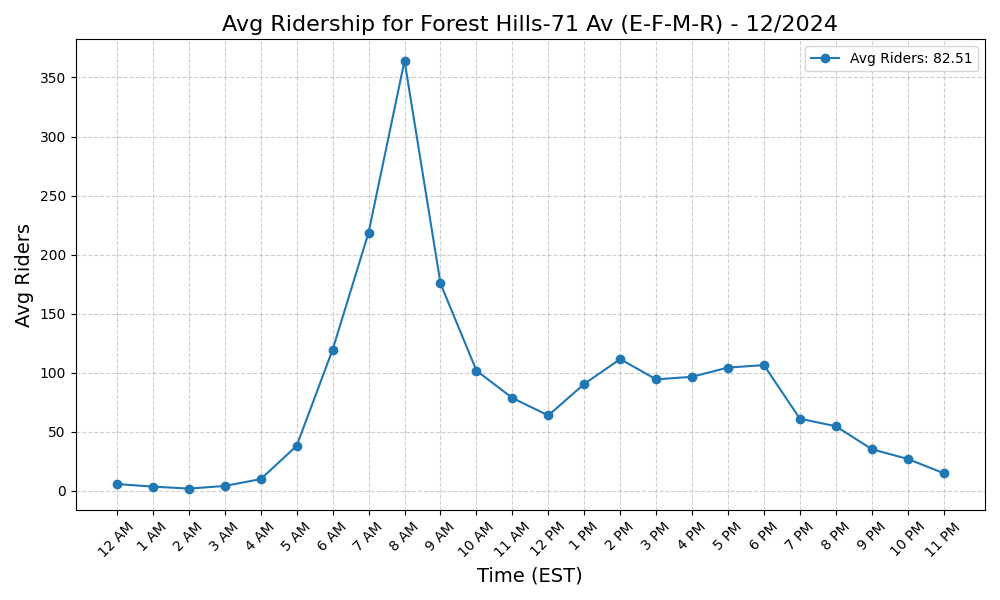 Avg Ridership for Forest Hills-71 Av (E-F-M-R) - 12/2024
Avg Riders: 82.51
Avg Riders
350
300
250
200
150
100
50
0
12 AM
1 AM
2 AM
3 AM
4 AM
5 AM
6 AM
7 AM
8 AM
9 AM
10 AM
11 AM
12 PM
1 PM
2 PM
3 PM
4 PM
5 PM
6 PM
7 PM
8 PM
9 PM
10 PM
11 PM
Time (EST)